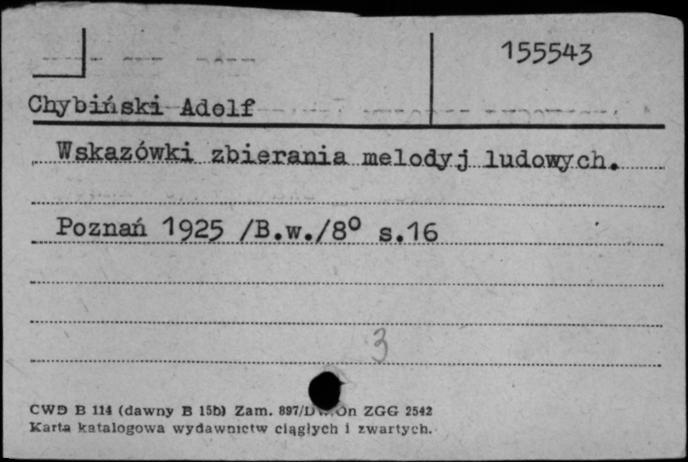 155543
Chybiński Adolf
Wskazówki zbierania melodyj ludowych.
Poznań 1925 /B.w./8° s.16
3
CWD B 114 (dawny B 15b) Zam. 897/ ZGG 2542
Karta katalogowa wydawnictw ciągłych i zwartych.